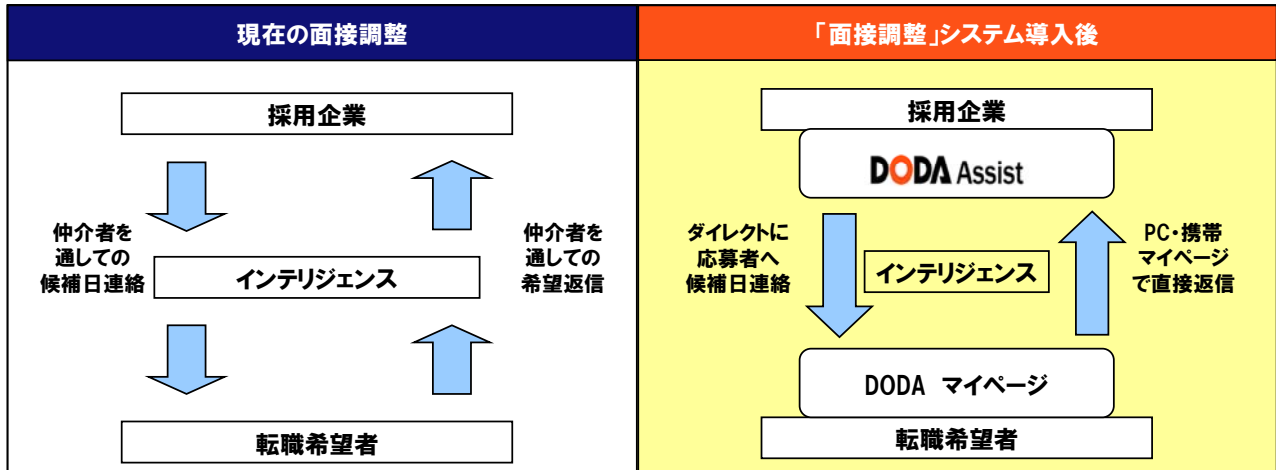 現在の面接調整
採用企業
仲介者を
通しての
候補日連絡
仲介者を
通しての
希望返信
インテリジェンス
転職希望者
「面接調整」システム導入後
採用企業
DODA Assist
ダイレクトに
応募者へ
候補日連絡
インテリジェンス
PC・携帯
マイページ
で直接返信
DODA マイページ
転職希望者